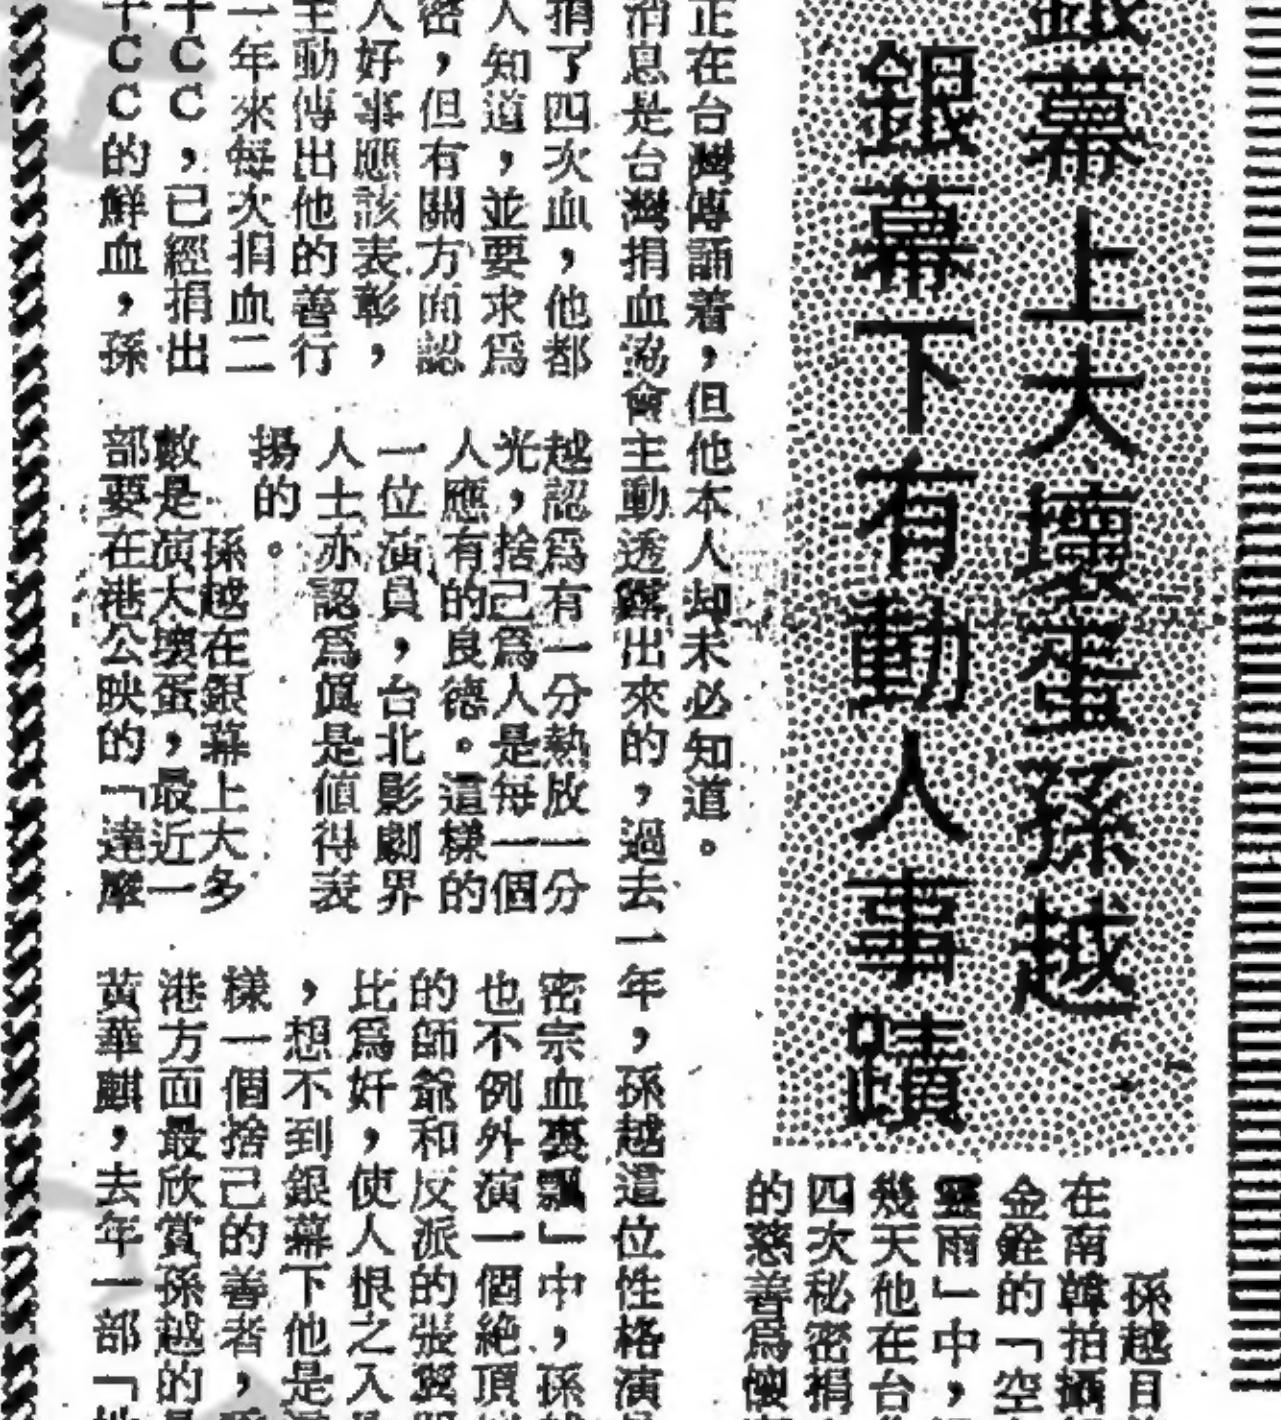 銀幕上大壞蛋孫越
銀幕下有動人事蹟
孫越日
在南韓拍攝
金銓的「空
靈雨」中，
幾天他在台
四次秘密捐
的慈善爲懷
正在台灣傳誦着，但他本人却未必知道。
消息是台灣捐血協會主動透露出來的，過去一年，孫越這位性格演
捐了四次血，他都
人知道，並要求爲
密，但有關方面認
人好事應該表彰，
主動傳出他的善行
一年來每次捐血二
十CC，已經捐出
千CC的鮮血，孫
越認爲有一分熱放一分
光，捨己爲人是每一個
人應有的良德。這樣的
一位演員，台北影劇界
人士亦認爲眞是値得表
揚的。
孫越在銀幕上大多
數是演大壞蛋，最近一
部要在港公映的「達摩
密宗血裏飄」中，孫
也不例外演一個絶頂
的師爺和反派的張翼
比爲奸，使人恨之入
，想不到銀幕下他是
樣一個捨己的善者，
港方面最欣賞孫越的
黃華麒，去年一部「